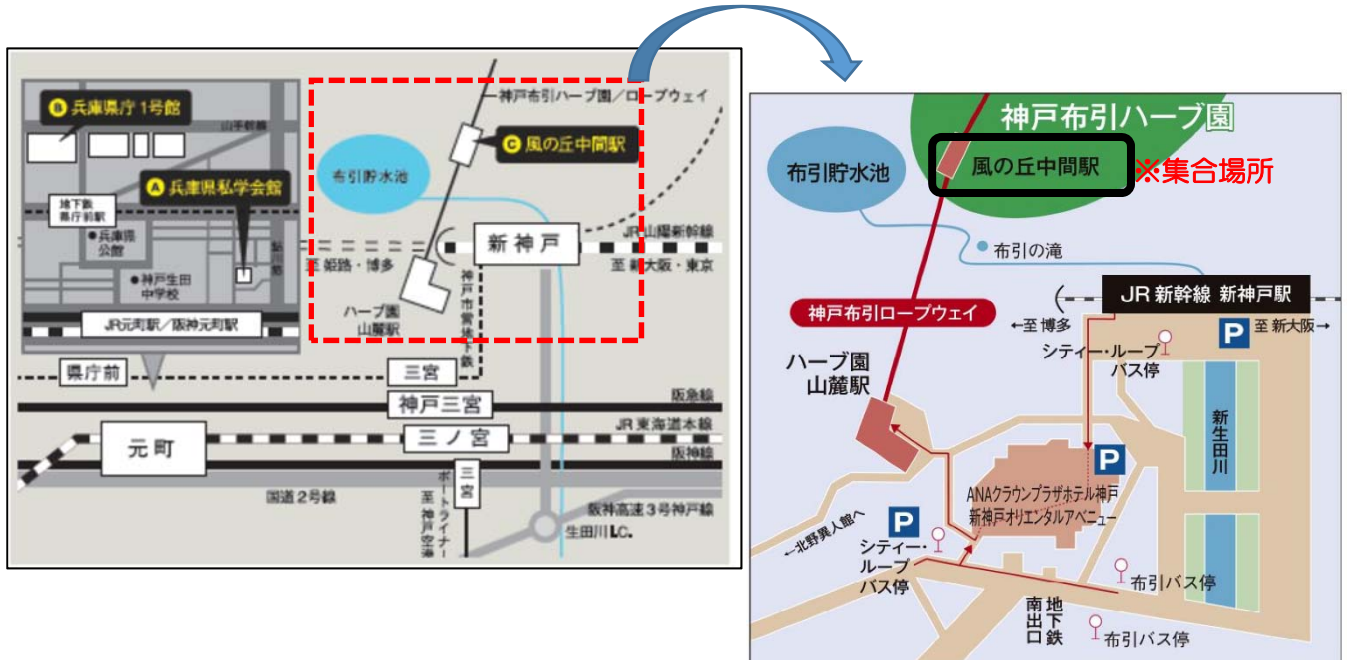 B 兵庫県庁 1号館
山手幹線
A 兵庫県私学会館
地下鉄
県庁前駅
●兵庫県
公館
●神戸生田
中学校
鯉川筋
JR元町駅/阪神元町駅
神戸布引ハーブ園/ロープウェイ
C 風の丘中間駅
布引貯水池
新神戸
JR山陽新幹線
至 姫路・博多
至 新大阪・東京
ハーブ園
山麓駅
神戸市営地下鉄
県庁前
三宮
阪急線
神戸三宮
JR東海道本線
元町
三ノ宮
阪神線
三宮
国道2号線
ポートライナー
至 神戸空港
阪神高速3号神戸線
生田川I.C.
神戸布引ハーブ園
風の丘中間駅
※集合場所
布引貯水池
布引の滝
JR 新幹線 新神戸駅
神戸布引ロープウェイ
←至博多
P
至 新大阪→
シティー・ループ
バス停
ハーブ園
山麓駅
新生田川
P
ANAクラウンプラザホテル神戸
新神戸オリエンタルアベニュー
←北野異人館へ
P
シティー・
ループ
バス停
布引バス停
地下鉄
南出口
布引バス停